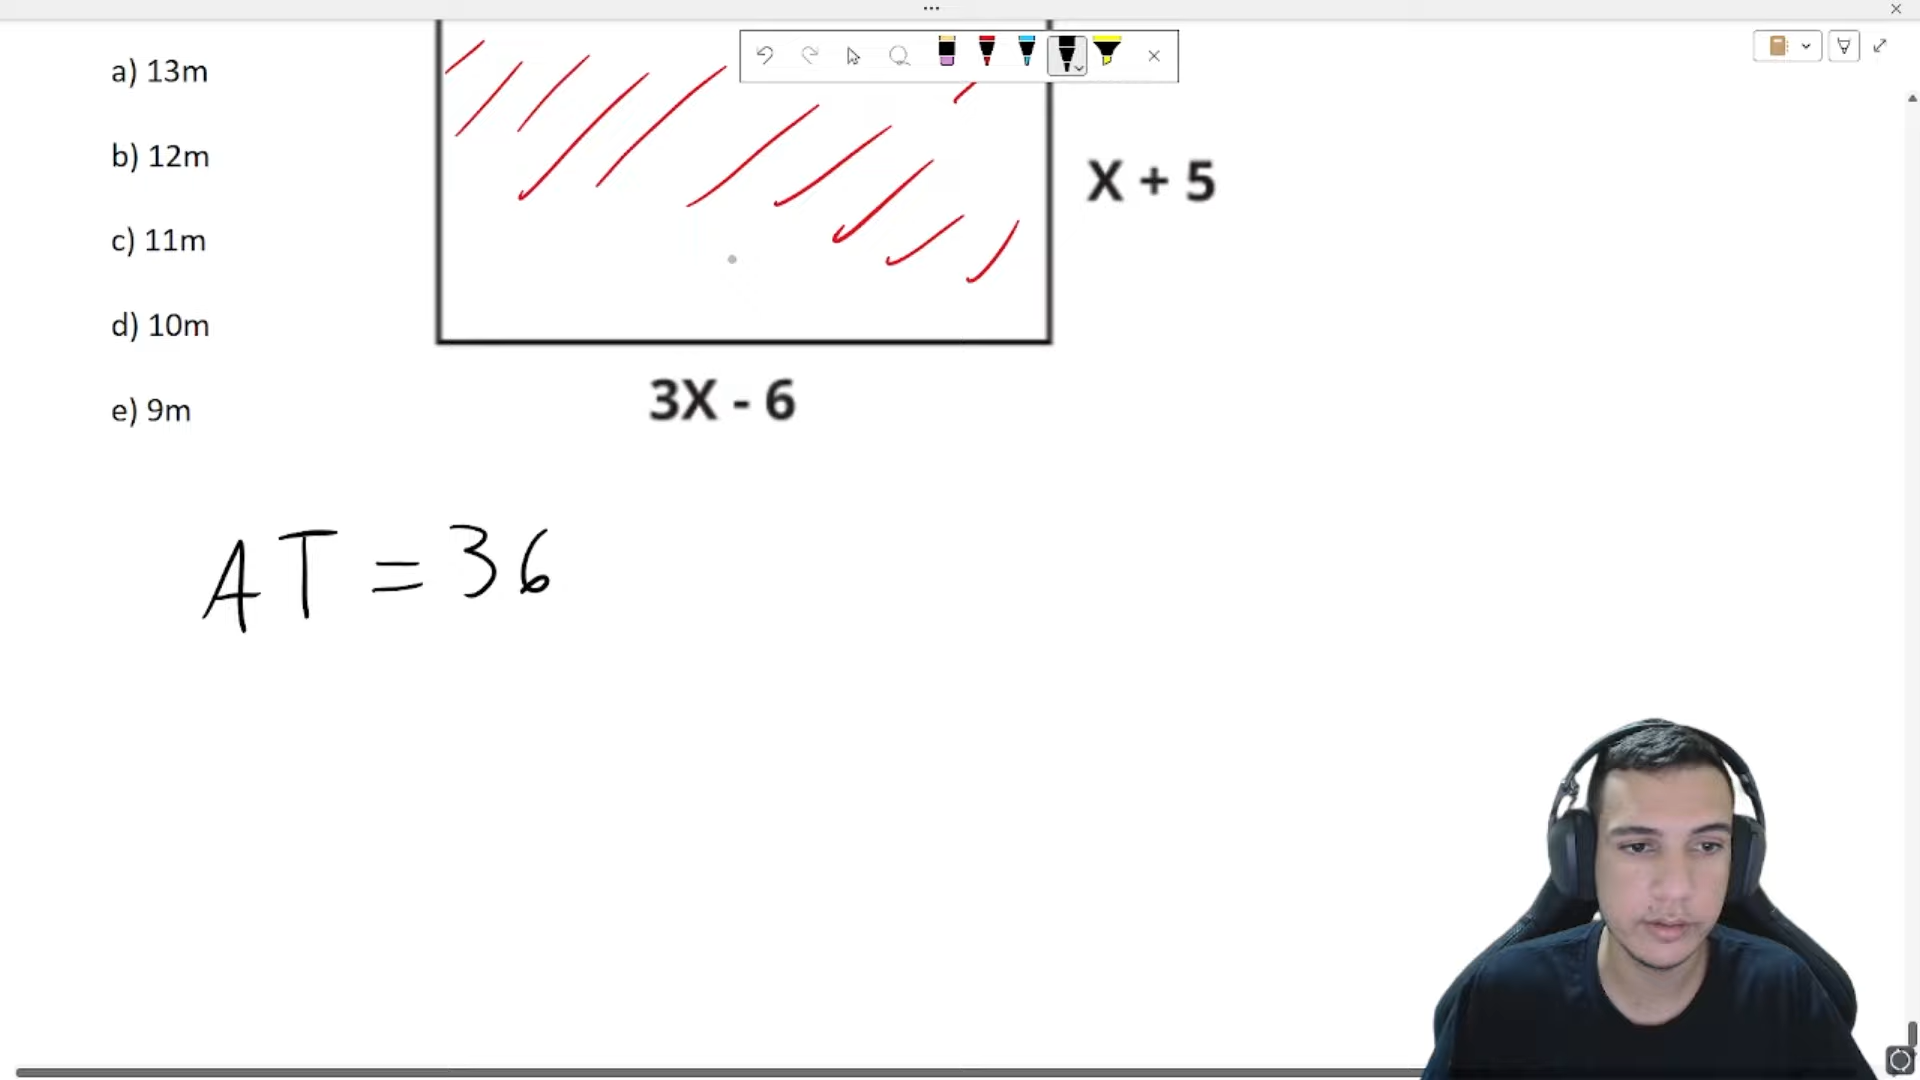 a) 13m
b) 12m
X + 5
c) 11m
d) 10m
3X - 6
e) 9m
AT = 36